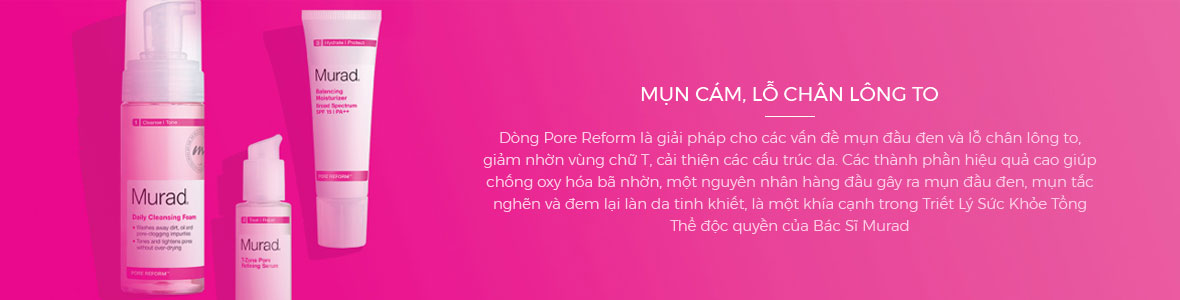 2 Hydrate | Protect
Murad.
Balancing
Moisturizer
Broad Spectrum
SPF 15 | PA++
PORE REFORM™
1 Cleanse | Tone
Murad.
Daily Cleansing Foam
• Washes away dirt, oil and
pore-clogging impurities
• Tones and tightens pores
without over-drying
PORE REFORM™
Murad.
T-Zone Pore
Refining Serum
MỤN CÁM, LỖ CHÂN LÔNG TO
Dòng Pore Reform là giải pháp cho các vấn đề mụn đầu đen và lỗ chân lông to,
giảm nhờn vùng chữ T, cải thiện các cấu trúc da. Các thành phần hiệu quả cao giúp
chống oxy hóa bã nhờn, một nguyên nhân hàng đầu gây ra mụn đầu đen, mụn tắc
nghẽn và đem lại làn da tinh khiết, là một khía cạnh trong Triết Lý Sức Khỏe Tổng
Thể độc quyền của Bác Sĩ Murad